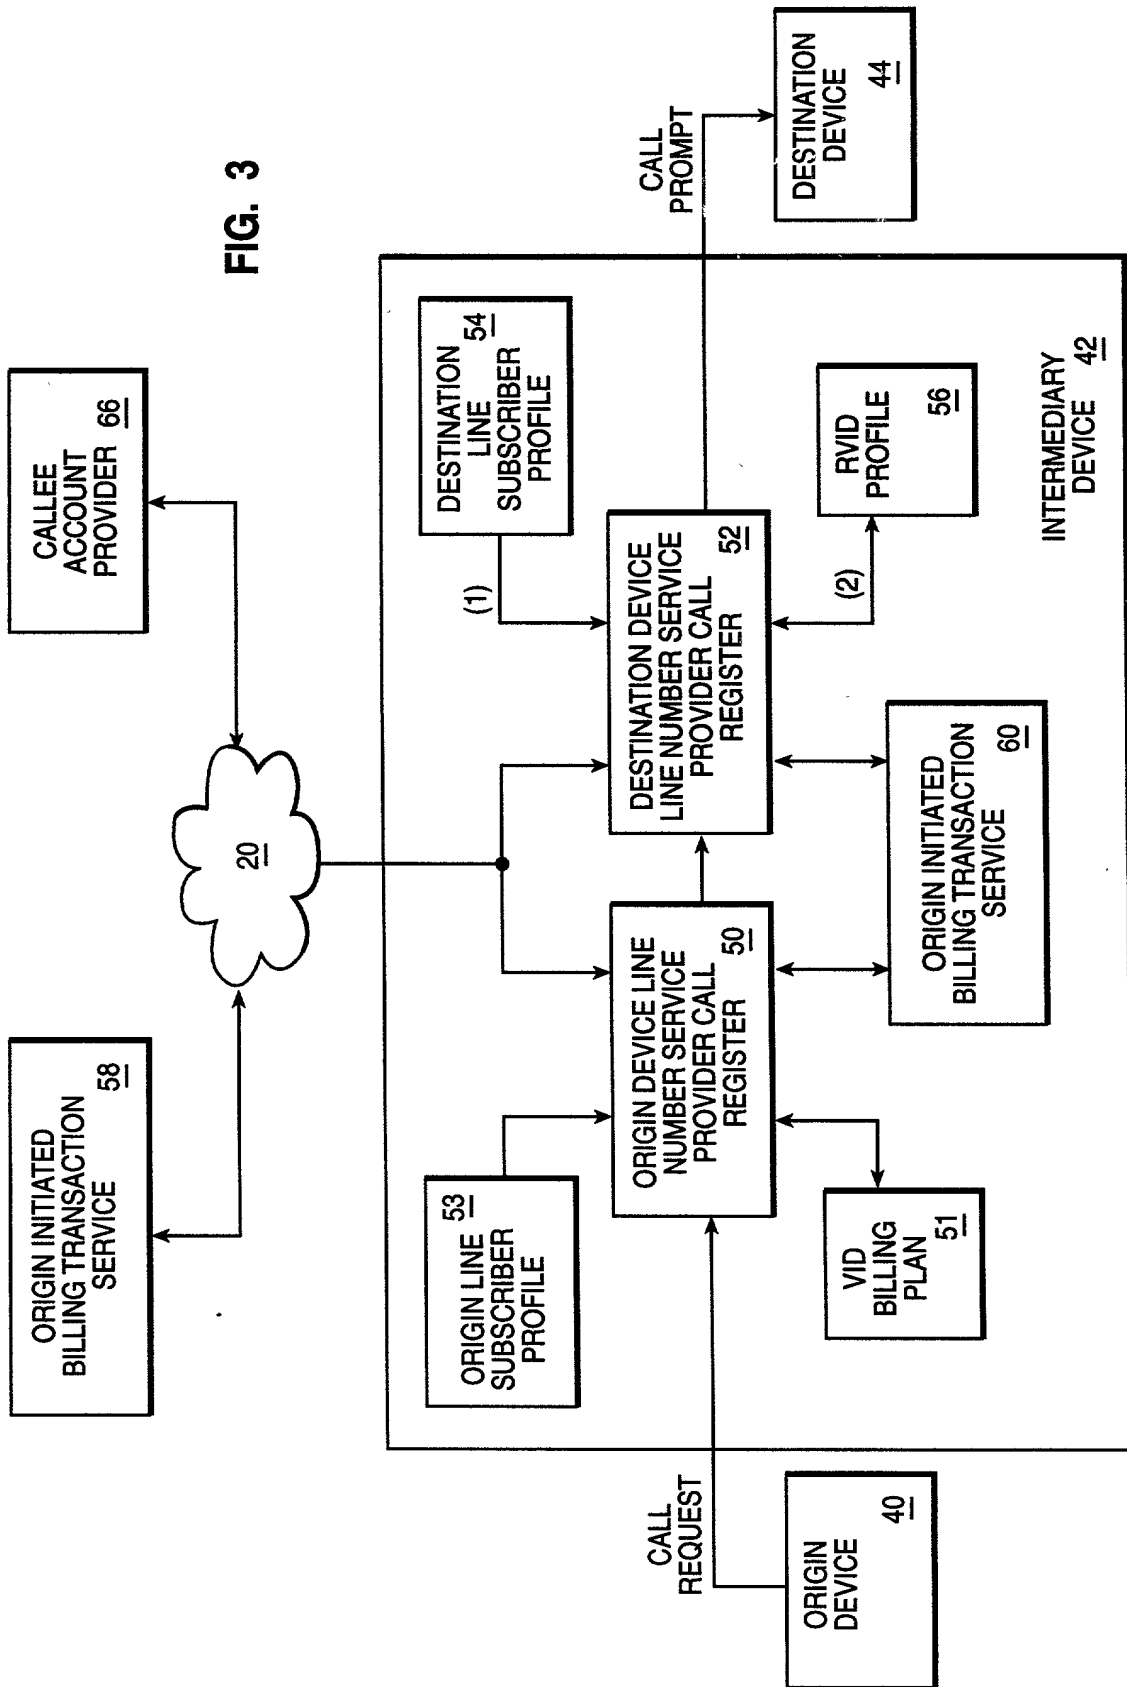 FIG. 3
ORIGIN INITIATED
BILLING TRANSACTION
SERVICE 58
20
CALLEE
ACCOUNT
PROVIDER 66
ORIGIN LINE 53
SUBSCRIBER
PROFILE
DESTINATION
LINE 54
SUBSCRIBER
PROFILE
(1)
CALL
REQUEST
CALL
PROMPT
ORIGIN
DEVICE
40
ORIGIN DEVICE LINE
NUMBER SERVICE
PROVIDER CALL
REGISTER 50
DESTINATION DEVICE
LINE NUMBER SERVICE
PROVIDER CALL
REGISTER 52
DESTINATION
DEVICE
44
VID
BILLING
PLAN 51
ORIGIN INITIATED
BILLING TRANSACTION
SERVICE 60
(2)
RVID
PROFILE
56
INTERMEDIARY
DEVICE 42